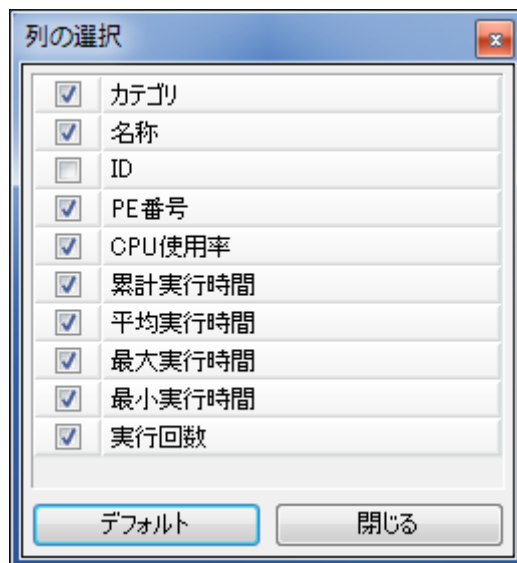 列の選択
カテゴリ
名称
ID
PE番号
CPU使用率
累計実行時間
平均実行時間
最大実行時間
最小実行時間
実行回数
デフォルト
閉じる